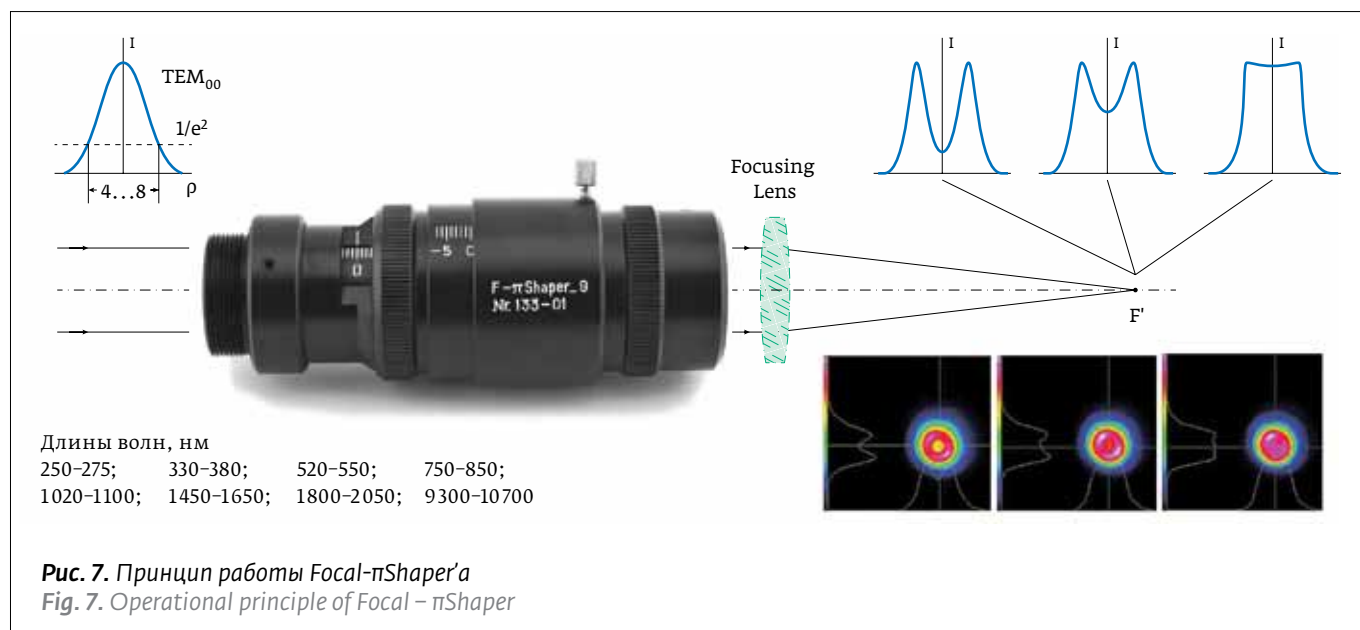 I
TEM₀₀
1/e²
4...8
ρ
–5 0
0
F-πShaper_9
Nr. 133-01
Focusing
Lens
I
I
I
F'
Длины волн, нм
250–275; 330–380; 520–550; 750–850;
1020–1100; 1450–1650; 1800–2050; 9300–10700
Рис. 7. Принцип работы Focal-πShaper’а
Fig. 7. Operational principle of Focal – πShaper